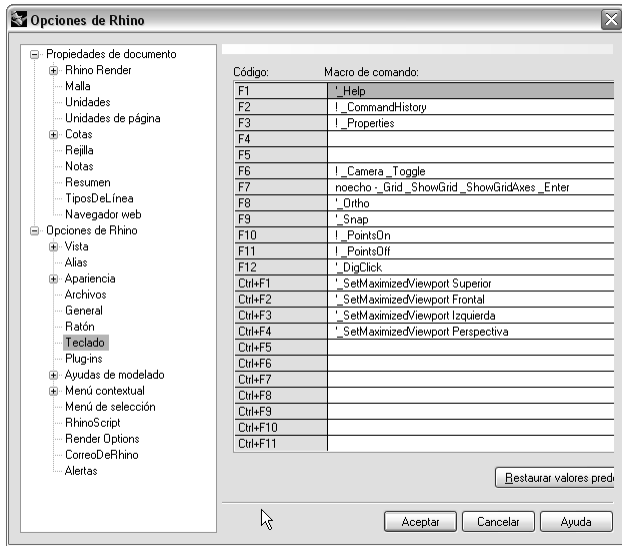 Opciones de Rhino
Propiedades de documento
Rhino Render
Malla
Unidades
Unidades de página
Cotas
Rejilla
Notas
Resumen
TiposDeLínea
Navegador web
Opciones de Rhino
Vista
Alias
Apariencia
Archivos
General
Ratón
Teclado
Plug-ins
Ayudas de modelado
Menú contextual
Menú de selección
RhinoScript
Render Options
CorreoDeRhino
Alertas
Código: Macro de comando:
F1 '_Help
F2 ! _CommandHistory
F3 ! _Properties
F4
F5
F6 ! _Camera _Toggle
F7 noecho -_Grid _ShowGrid _ShowGridAxes _Enter
F8 '_Ortho
F9 '_Snap
F10 ! _PointsOn
F11 ! _PointsOff
F12 '_DigClick
Ctrl+F1 '_SetMaximizedViewport Superior
Ctrl+F2 '_SetMaximizedViewport Frontal
Ctrl+F3 '_SetMaximizedViewport Izquierda
Ctrl+F4 '_SetMaximizedViewport Perspectiva
Ctrl+F5
Ctrl+F6
Ctrl+F7
Ctrl+F8
Ctrl+F9
Ctrl+F10
Ctrl+F11
Restaurar valores prede
Aceptar Cancelar Ayuda